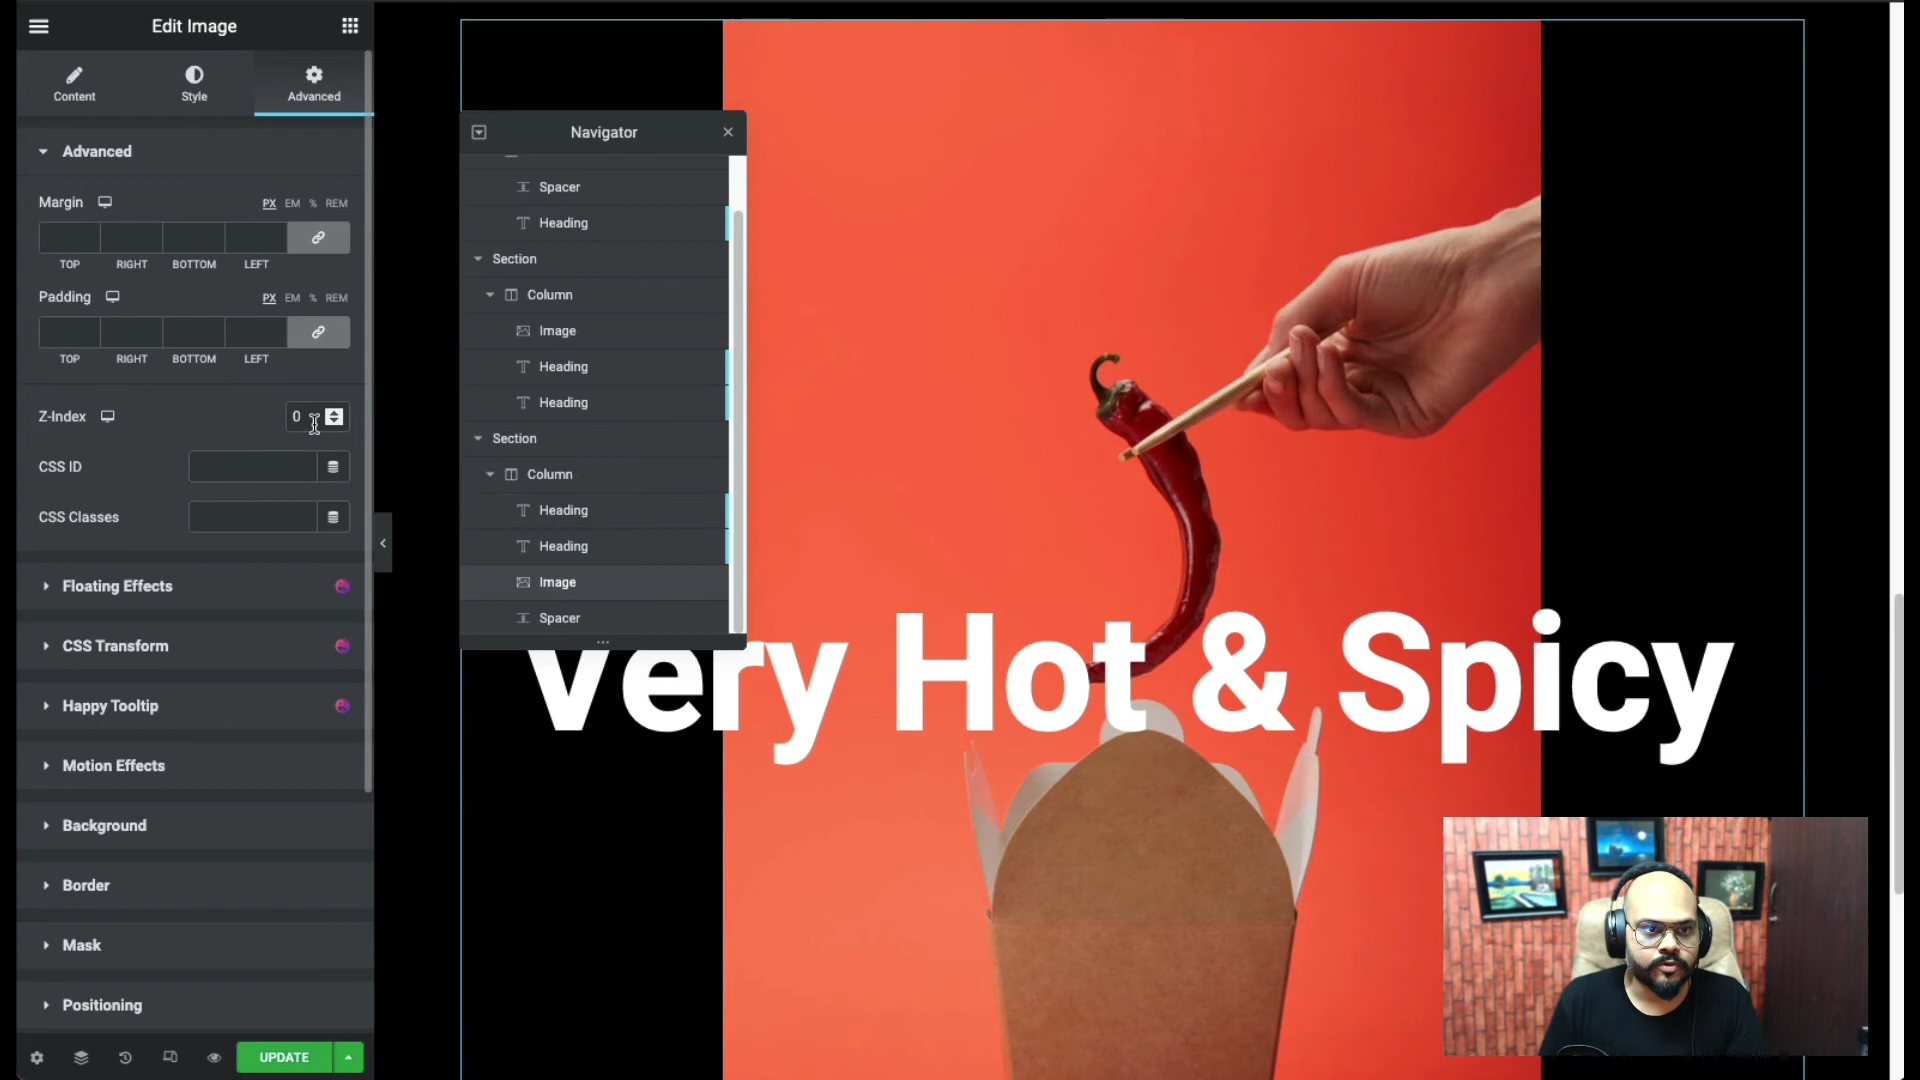 Edit Image
Content
Style
Advanced
Advanced
Margin
PX EM % REM
TOP RIGHT BOTTOM LEFT
Padding
PX EM % REM
TOP RIGHT BOTTOM LEFT
Z-Index
0
CSS ID
CSS Classes
Floating Effects
CSS Transform
Happy Tooltip
Motion Effects
Background
Border
Mask
Positioning
UPDATE
Navigator
Spacer
Heading
Section
Column
Image
Heading
Heading
Section
Column
Heading
Heading
Image
Spacer
Very Hot & Spicy